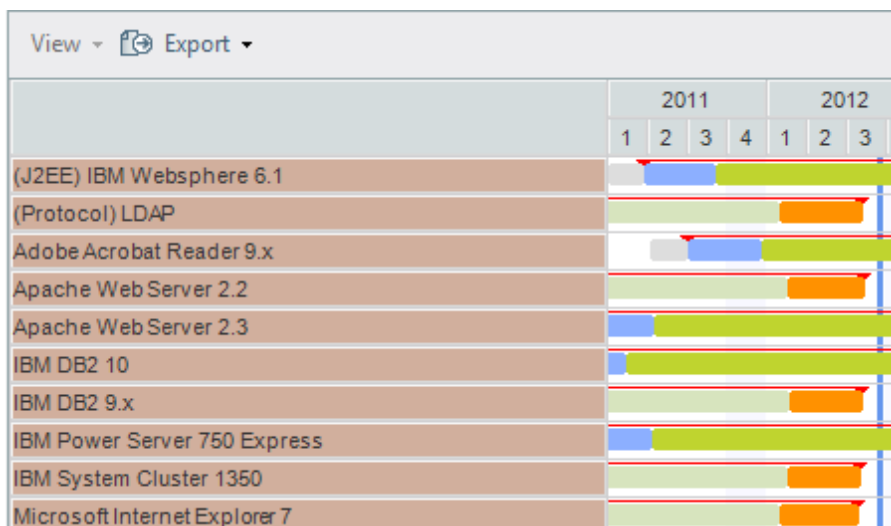 View Export
2011 2012
1 2 3 4 1 2 3
(J2EE) IBM Websphere 6.1
(Protocol) LDAP
Adobe Acrobat Reader 9.x
Apache Web Server 2.2
Apache Web Server 2.3
IBM DB2 10
IBM DB2 9.x
IBM Power Server 750 Express
IBM System Cluster 1350
Microsoft Internet Explorer 7